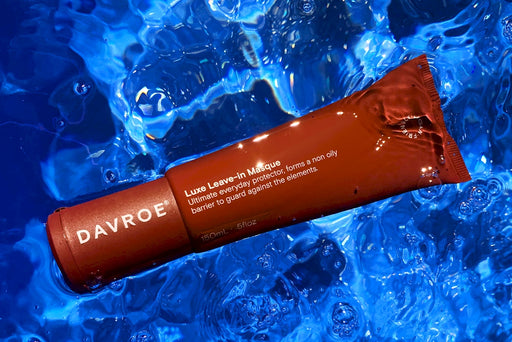 DAVROE®
Luxe Leave-in Masque
Ultimate everyday protector, forms a non oily
barrier to guard against the elements.
150mL · 5floz